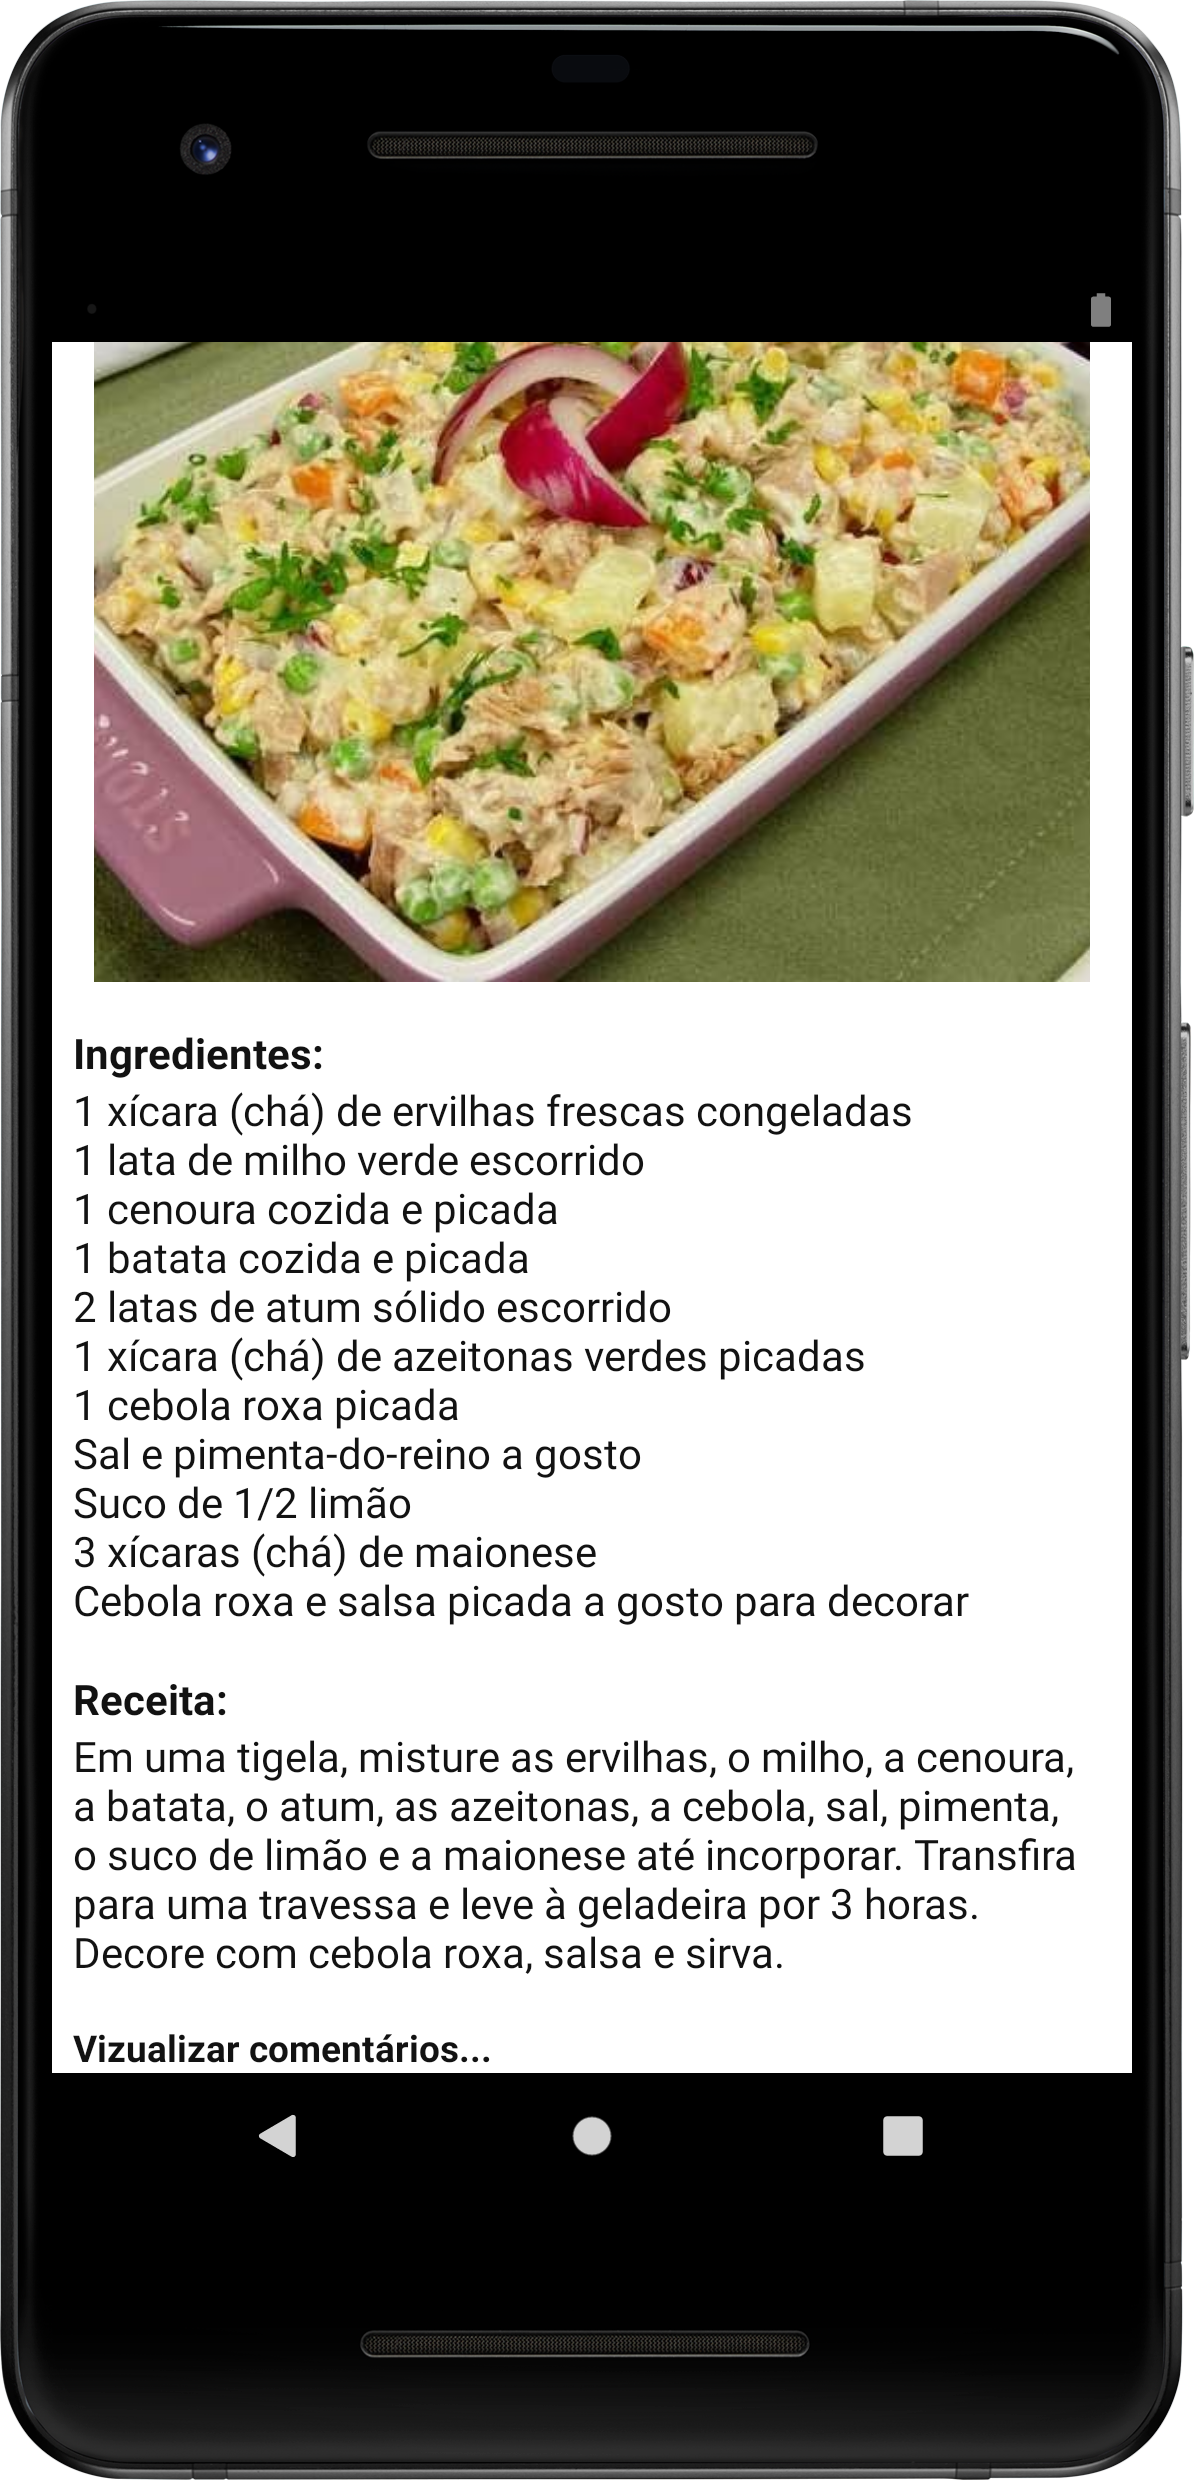 Ingredientes:
1 xícara (chá) de ervilhas frescas congeladas
1 lata de milho verde escorrido
1 cenoura cozida e picada
1 batata cozida e picada
2 latas de atum sólido escorrido
1 xícara (chá) de azeitonas verdes picadas
1 cebola roxa picada
Sal e pimenta-do-reino a gosto
Suco de 1/2 limão
3 xícaras (chá) de maionese
Cebola roxa e salsa picada a gosto para decorar
Receita:
Em uma tigela, misture as ervilhas, o milho, a cenoura,
a batata, o atum, as azeitonas, a cebola, sal, pimenta,
o suco de limão e a maionese até incorporar. Transfira
para uma travessa e leve à geladeira por 3 horas.
Decore com cebola roxa, salsa e sirva.
Vizualizar comentários...